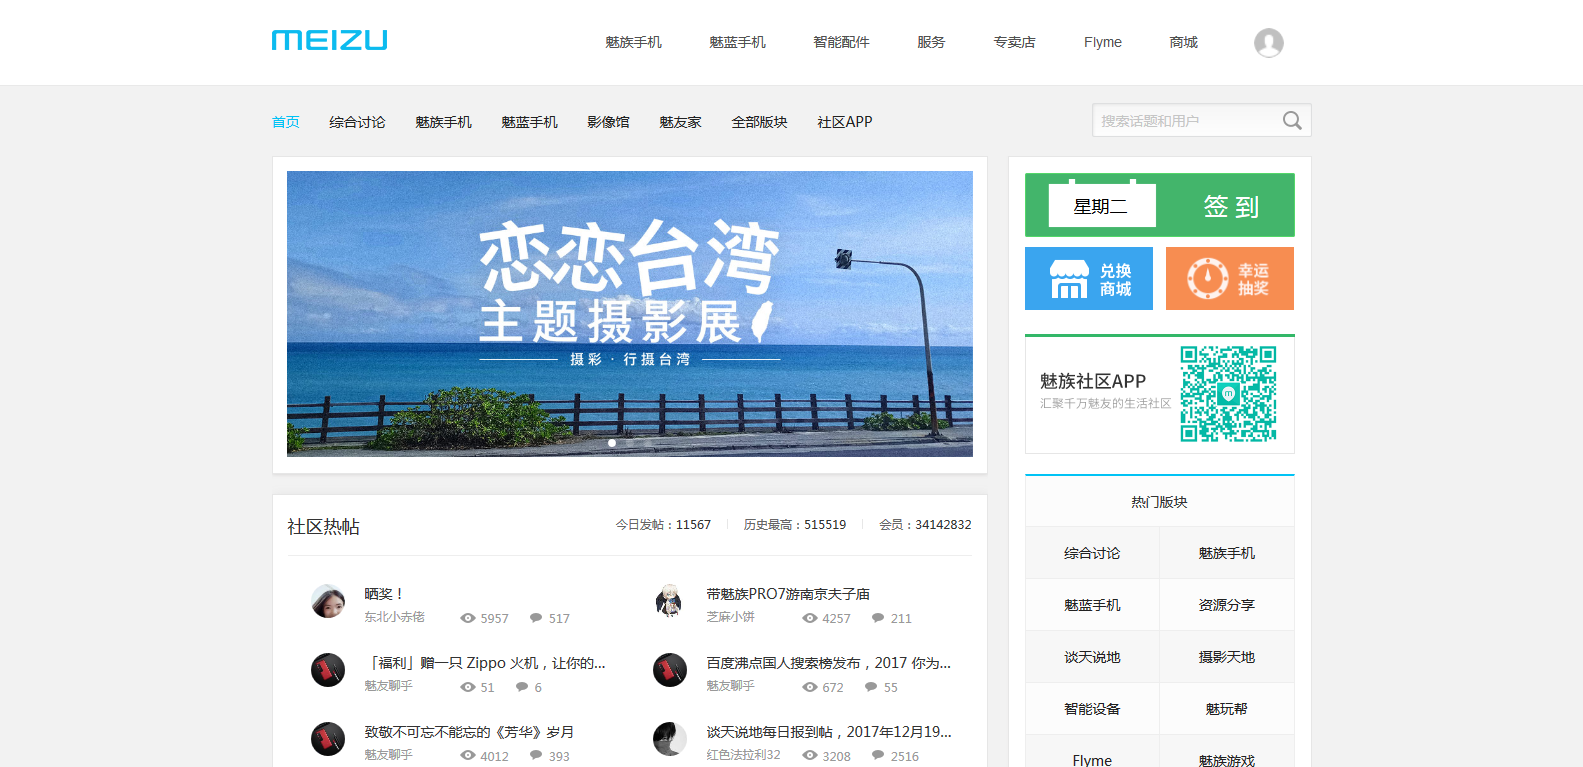 MEIZU
魅族手机 魅蓝手机 智能配件 服务 专卖店 Flyme 商城
首页 综合讨论 魅族手机 魅蓝手机 影像馆 魅友家 全部版块 社区APP
搜索话题和用户
恋恋台湾
主题摄影展
摄彩 · 行摄台湾
星期二 签到
兑换
商城
幸运
抽奖
魅族社区APP
汇聚千万魅友的生活社区
m
热门版块
综合讨论 魅族手机
魅蓝手机 资源分享
谈天说地 摄影天地
智能设备 魅玩帮
Flyme 魅族游戏
社区热帖 今日发帖：11567 历史最高：515519 会员：34142832
晒奖！
东北小赤佬 5957 517
带魅族PRO7游南京夫子庙
芝麻小饼 4257 211
「福利」赠一只 Zippo 火机，让你的...
魅友聊乎 51 6
百度沸点国人搜索榜发布，2017 你为...
魅友聊乎 672 55
致敬不可忘不能忘的《芳华》岁月
魅友聊乎 4012 393
谈天说地每日报到帖，2017年12月19...
红色法拉利32 3208 2516